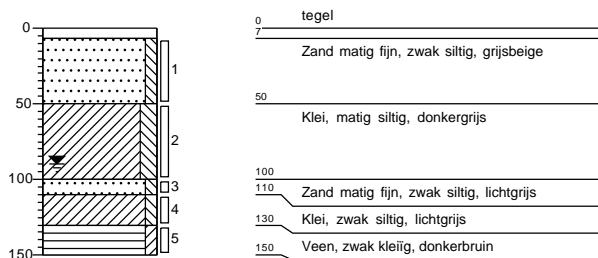 0
50
100
150
1
2
3
4
5
0 tegel
7
Zand matig fijn, zwak siltig, grijsbeige
50
Klei, matig siltig, donkergrijs
100
110 Zand matig fijn, zwak siltig, lichtgrijs
130 Klei, zwak siltig, lichtgrijs
150 Veen, zwak kleiïg, donkerbruin